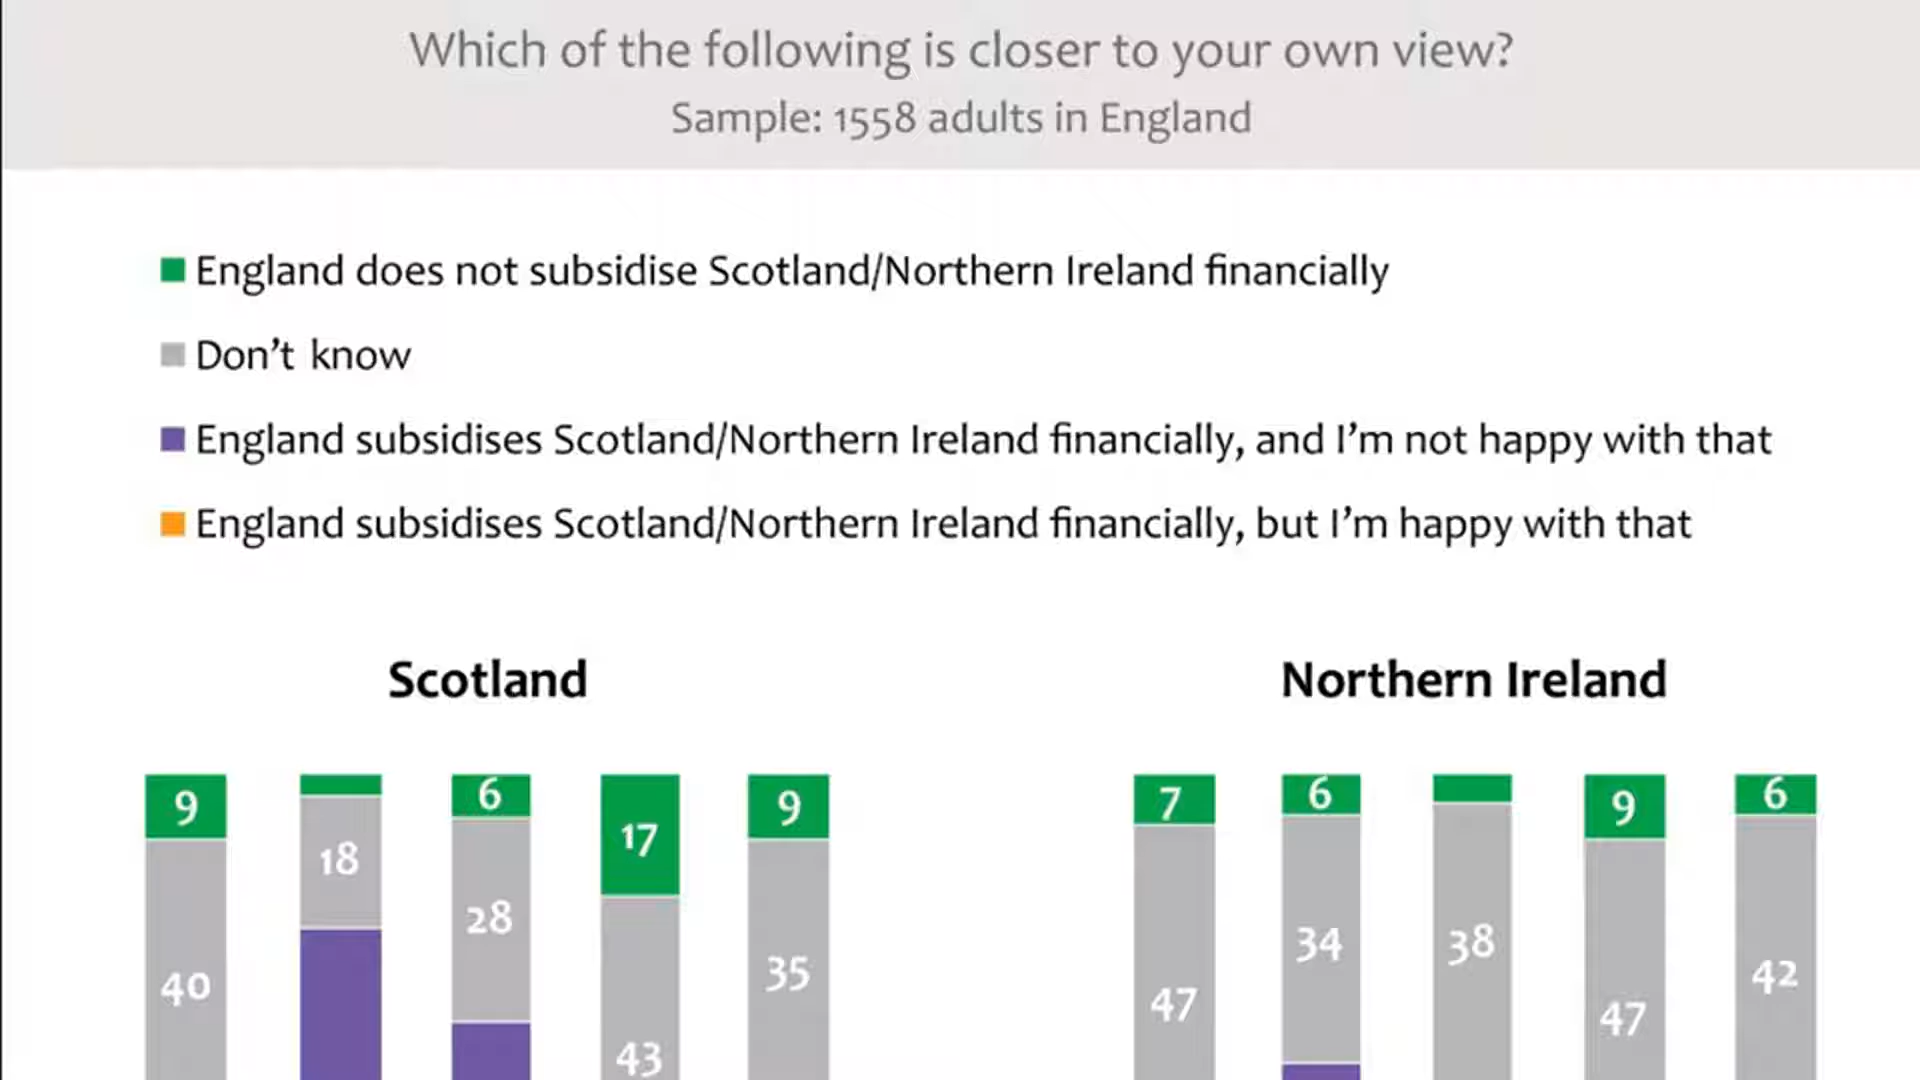 Which of the following is closer to your own view?
Sample: 1558 adults in England
England does not subsidise Scotland/Northern Ireland financially
Don't know
England subsidises Scotland/Northern Ireland financially, and I'm not happy with that
England subsidises Scotland/Northern Ireland financially, but I'm happy with that
Scotland
Northern Ireland
9 6 17 9 7 6 9 6
18 28 34 38
40 43 35 47 47 42